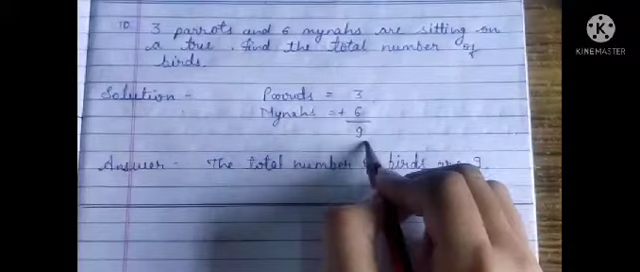 10. 3 parrots and 6 mynahs are sitting on
a tree. Find the total number of
birds.
Solution - Parrots = 3
Mynahs = + 6
9
Answer - The total number birds are 9.
KINEMASTER